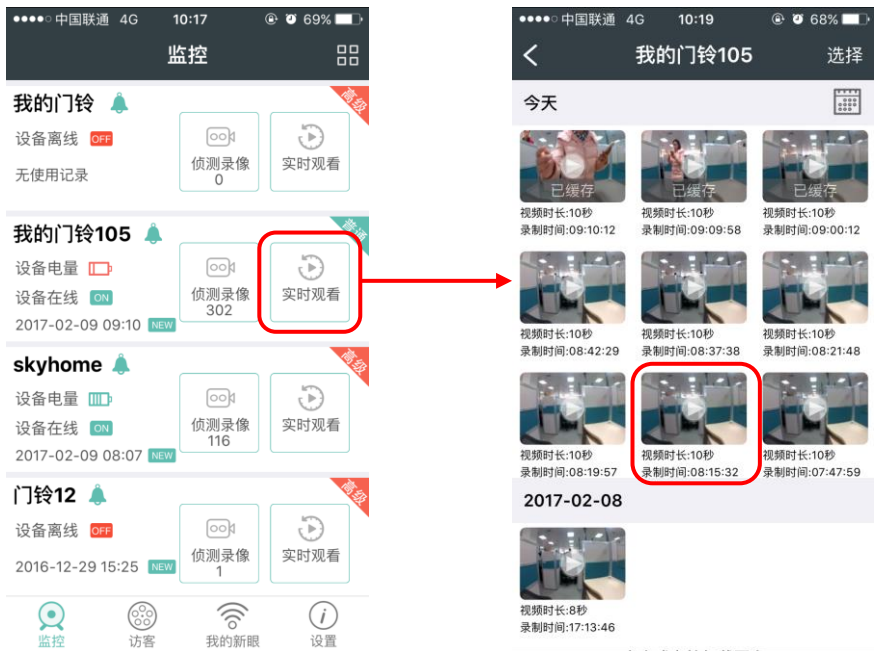 中国联通 4G 10:17 69%
监控
我的门铃
高级
设备离线 OFF
无使用记录
侦测录像
0
实时观看
我的门铃105
普通
设备电量
设备在线 ON
2017-02-09 09:10 NEW
侦测录像
302
实时观看
skyhome
高级
设备电量
设备在线 ON
2017-02-09 08:07 NEW
侦测录像
116
实时观看
门铃12
高级
设备离线 OFF
2016-12-29 15:25 NEW
侦测录像
1
实时观看
监控 访客 我的新眼 设置
中国联通 4G 10:19 68%
我的门铃105 选择
今天
已缓存 已缓存 已缓存
视频时长:10秒 视频时长:10秒 视频时长:10秒
录制时间:09:10:12 录制时间:09:09:58 录制时间:09:00:12
视频时长:10秒 视频时长:10秒 视频时长:10秒
录制时间:08:42:29 录制时间:08:37:38 录制时间:08:21:48
视频时长:10秒 视频时长:10秒 视频时长:10秒
录制时间:08:19:57 录制时间:08:15:32 录制时间:07:47:59
2017-02-08
视频时长:8秒
录制时间:17:13:46